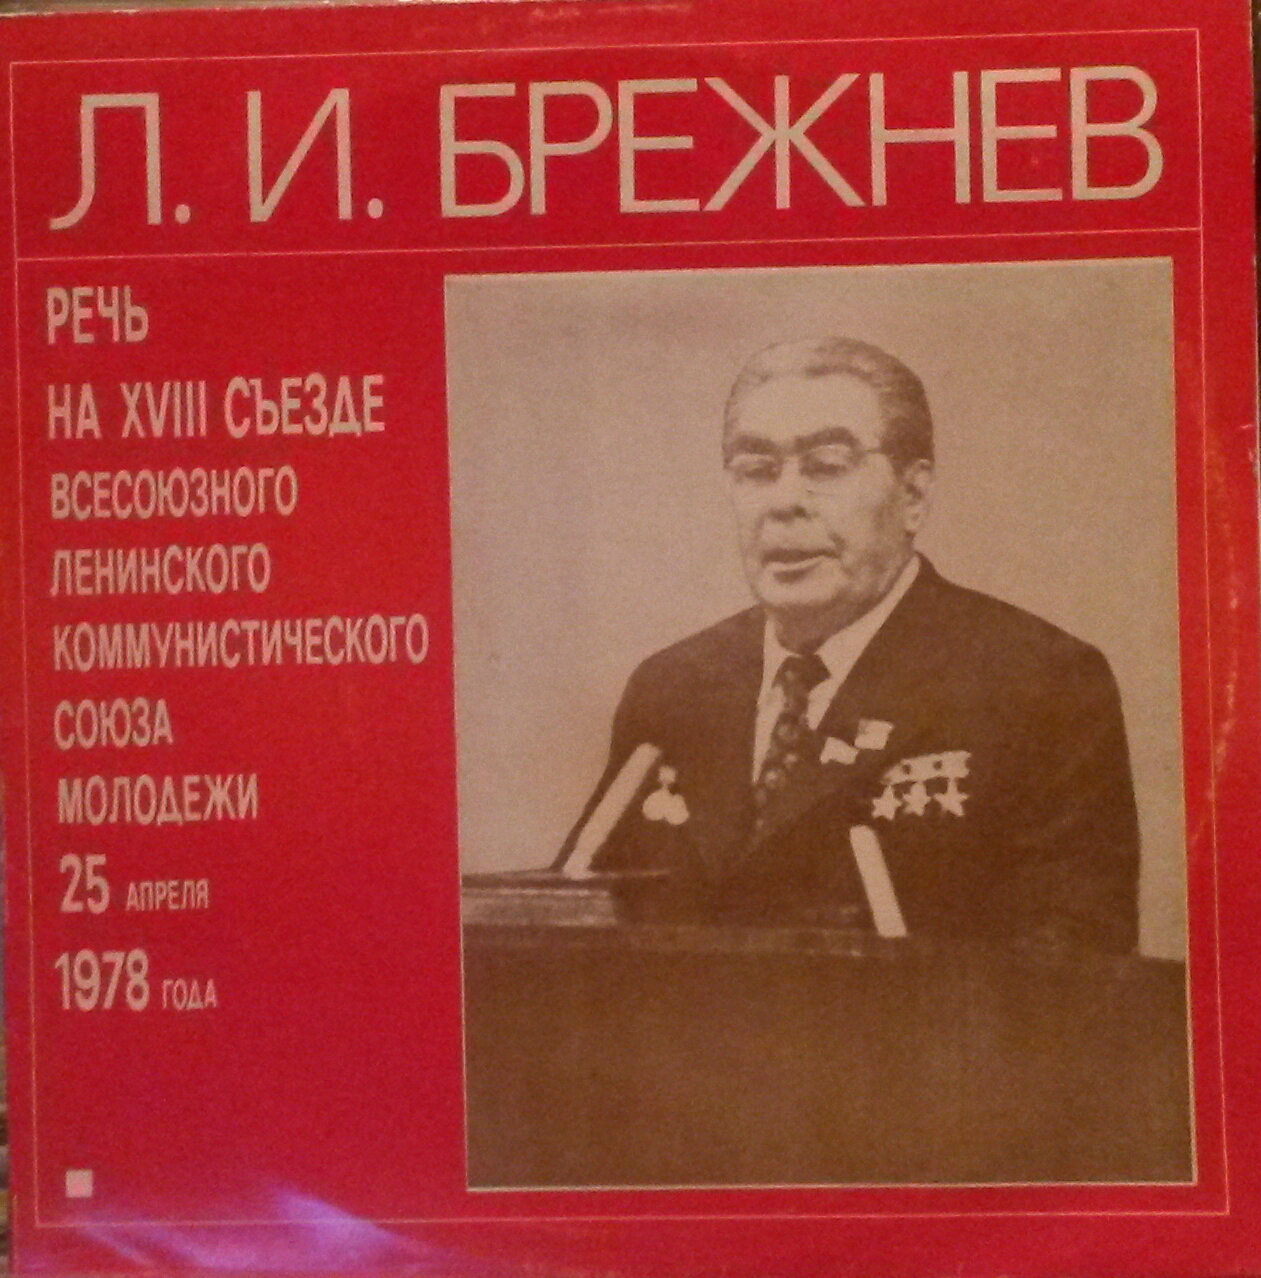 Л. И. БРЕЖНЕВ
РЕЧЬ
НА XVIII СЪЕЗДЕ
ВСЕСОЮЗНОГО
ЛЕНИНСКОГО
КОММУНИСТИЧЕСКОГО
СОЮЗА
МОЛОДЕЖИ
25 АПРЕЛЯ
1978 ГОДА